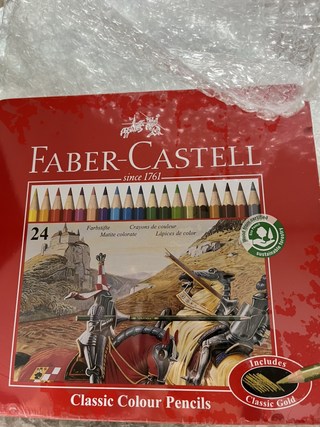 FABER-CASTELL
since 1761
24
Farbstifte Crayons de couleur
Matite colorate Lápices de color
Includes
Classic Gold
Classic Colour Pencils